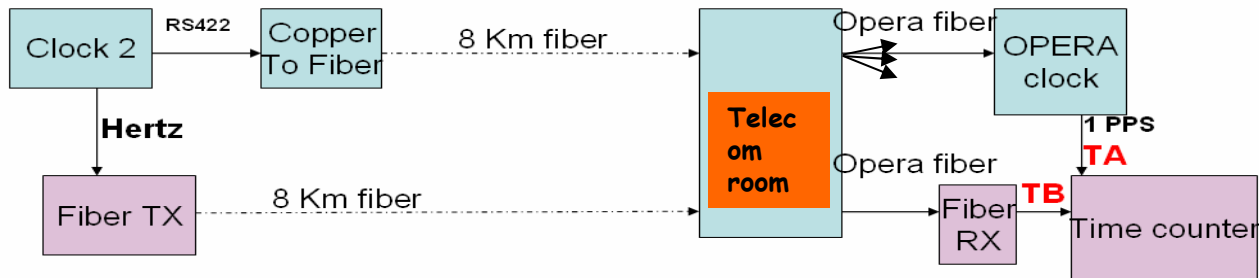 Clock 2
RS422
Copper
To Fiber
8 Km fiber
Opera fiber
OPERA
clock
Hertz
1 PPS
TA
Telec
om
room
Opera fiber
Fiber TX
8 Km fiber
Fiber
RX
TB
Time counter